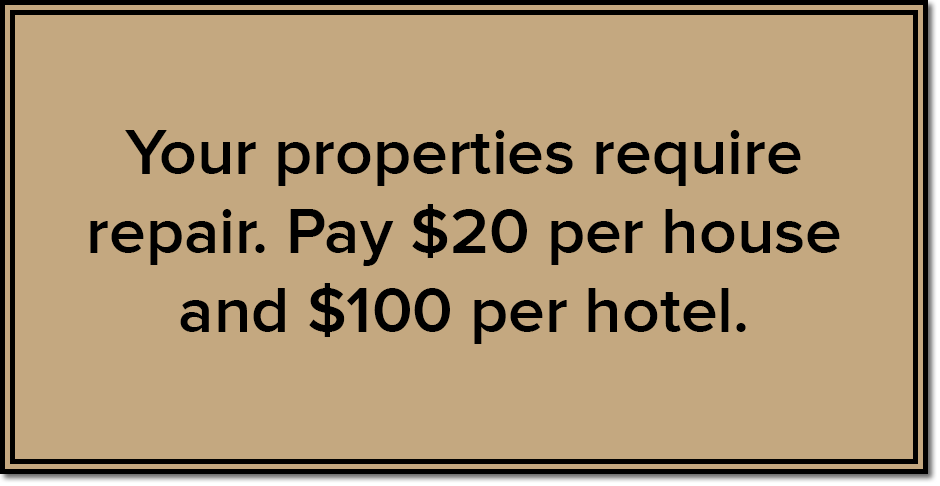 Your properties require
repair. Pay $20 per house
and $100 per hotel.